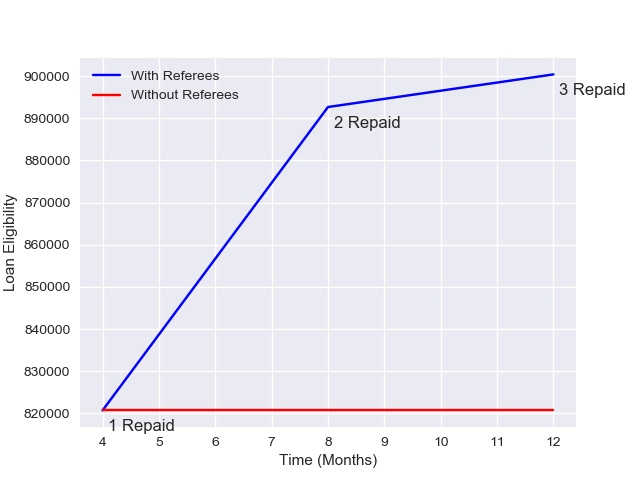 With Referees
Without Referees
900000
890000
880000
870000
860000
850000
840000
830000
820000
Loan Eligibility
1 Repaid
2 Repaid
3 Repaid
4 5 6 7 8 9 10 11 12
Time (Months)